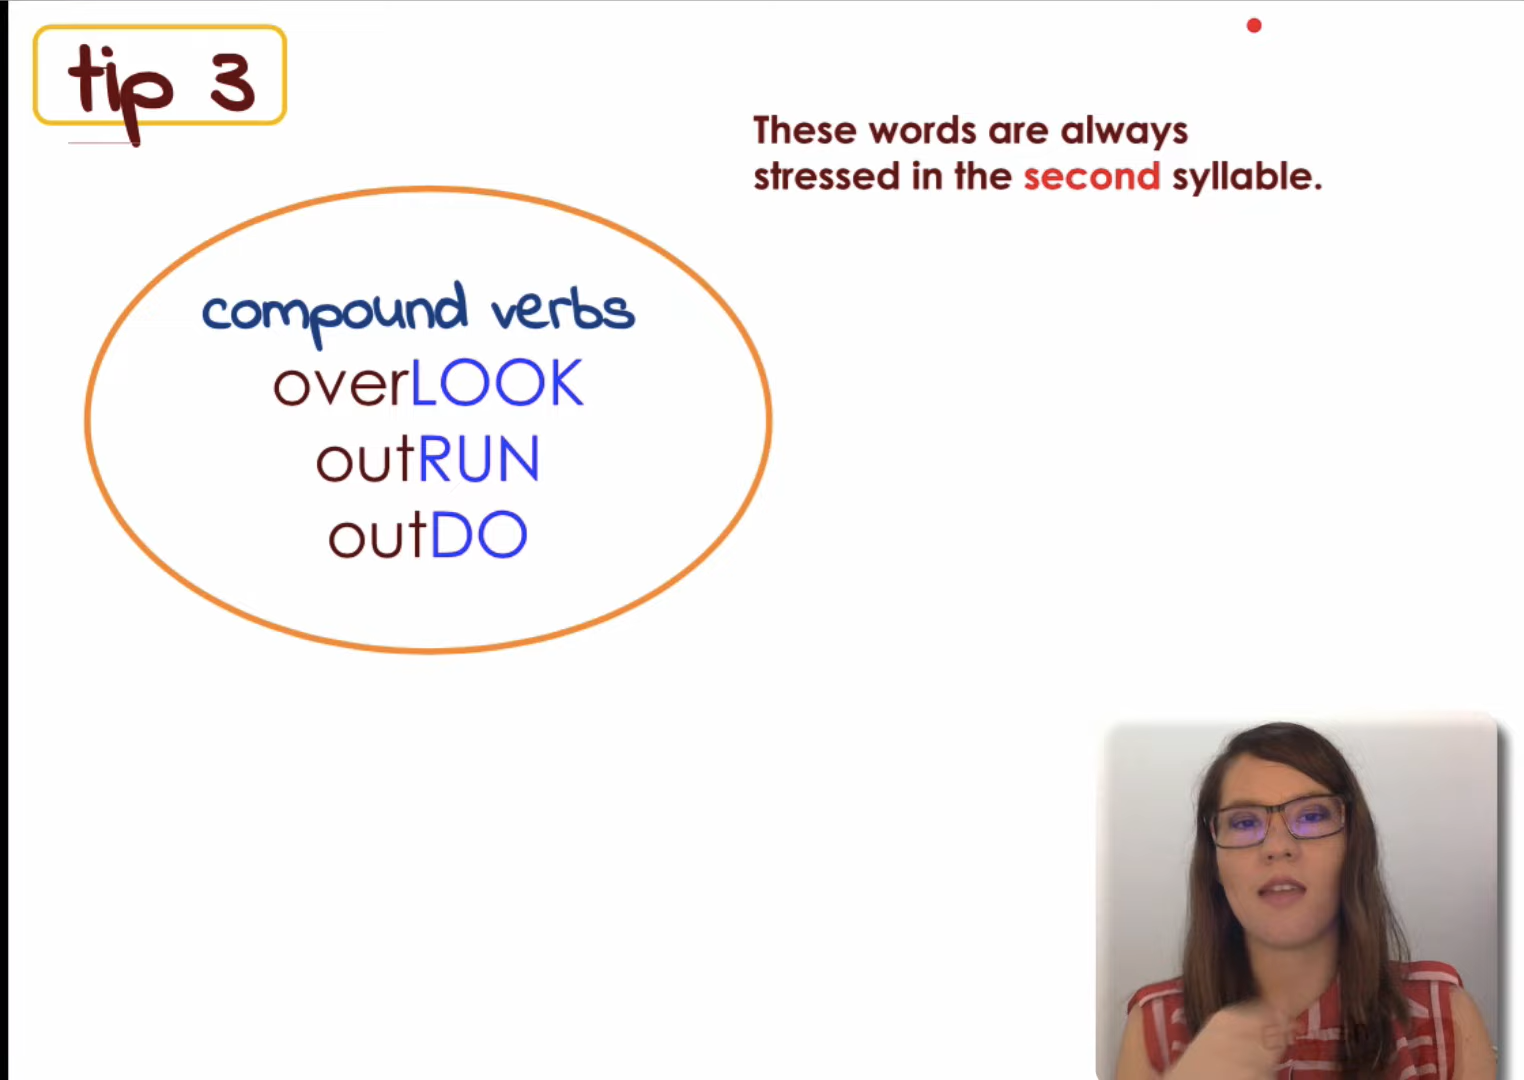 tip 3
These words are always
stressed in the second syllable.
compound verbs
overLOOK
outRUN
outDO